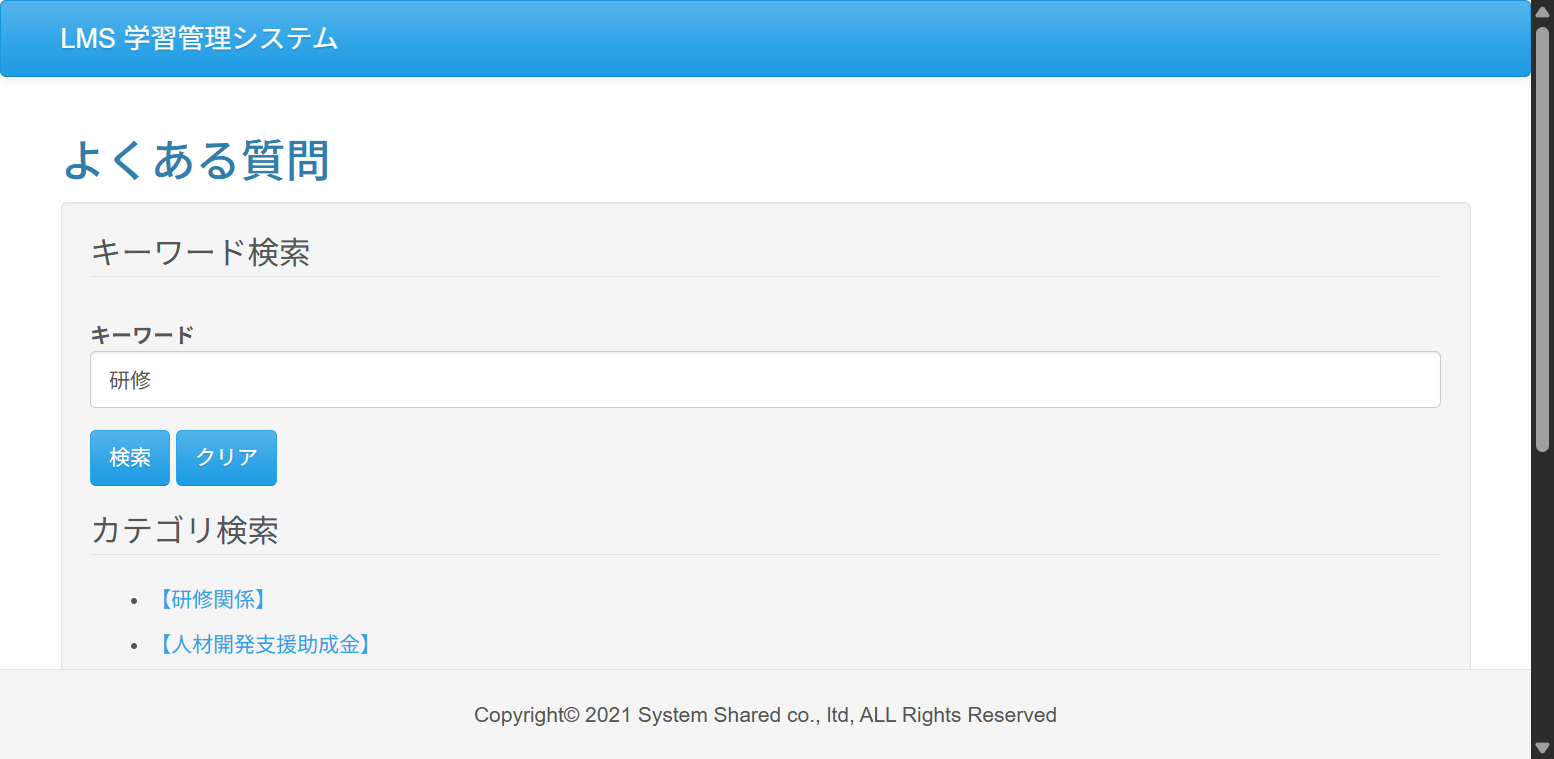 LMS 学習管理システム
よくある質問
キーワード検索
キーワード
研修
検索 クリア
カテゴリ検索
【研修関係】
【人材開発支援助成金】
Copyright© 2021 System Shared co., ltd, ALL Rights Reserved